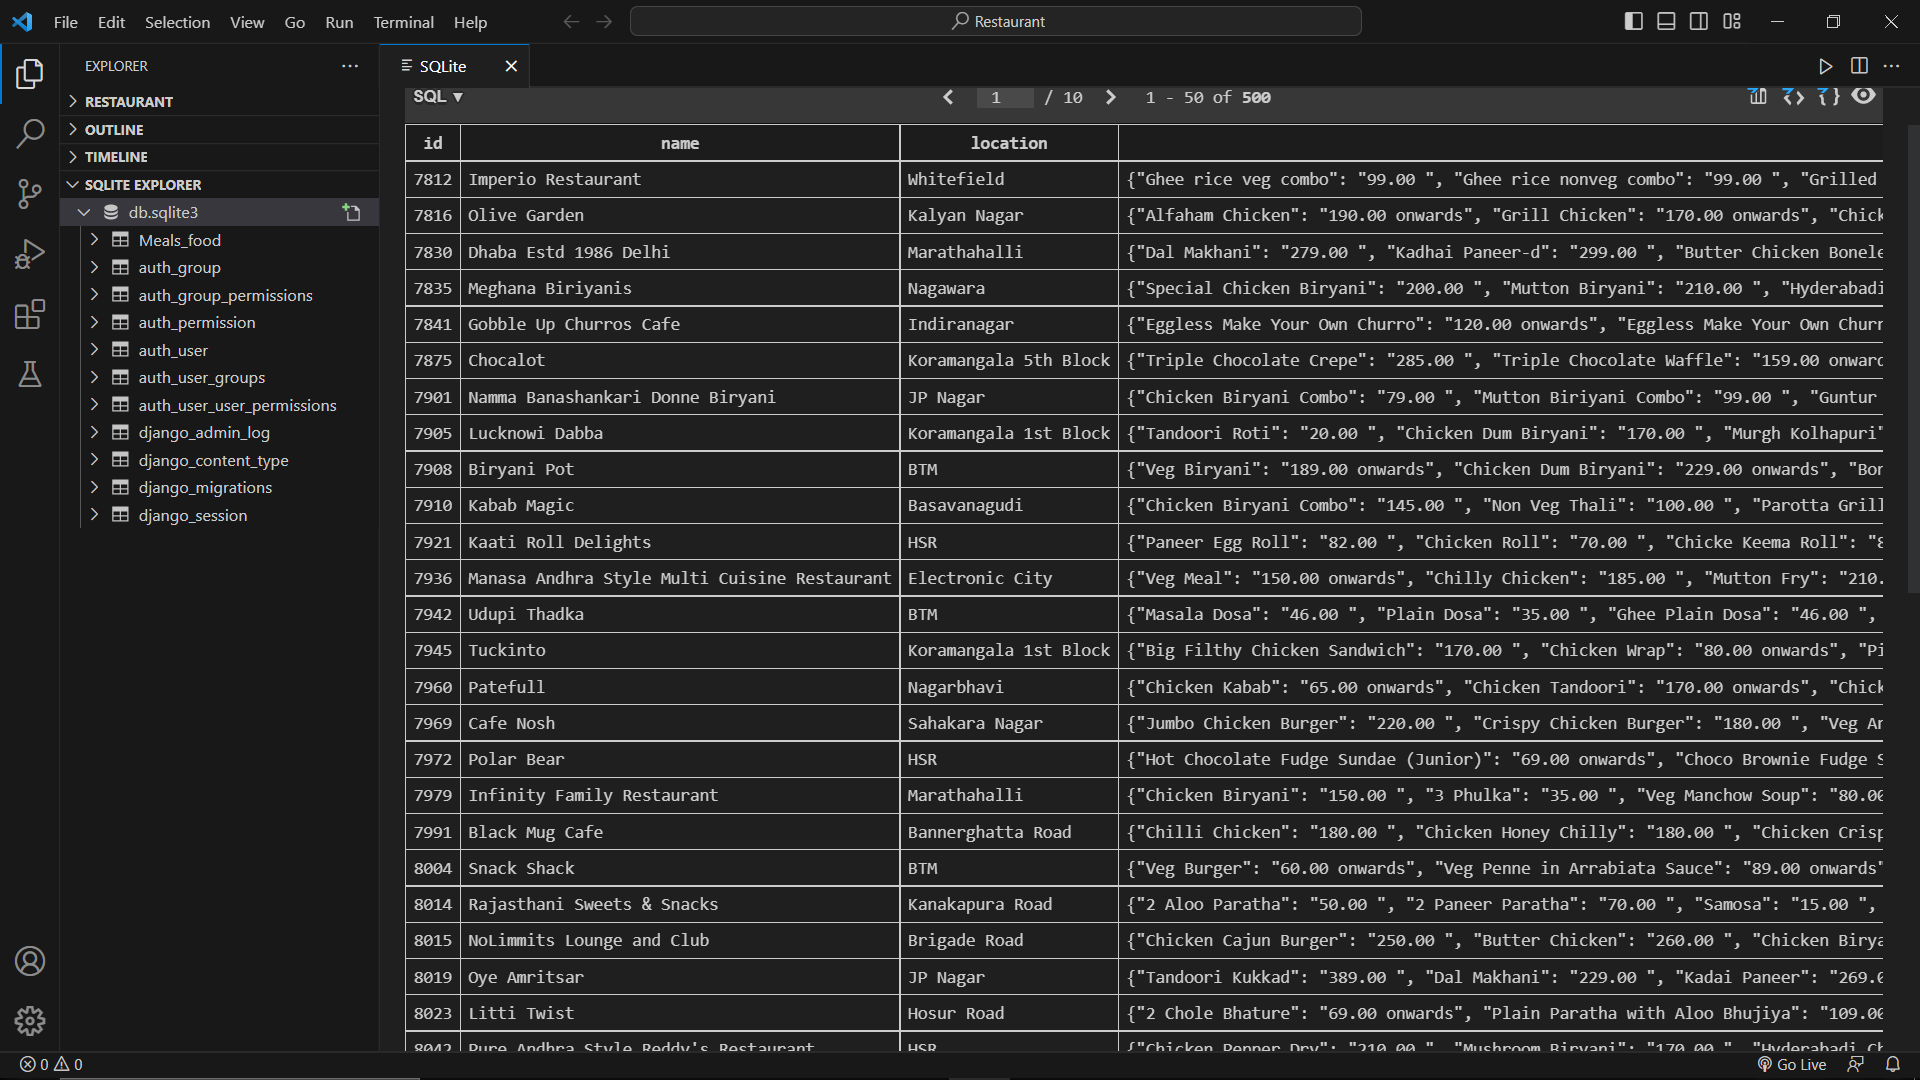 File Edit Selection View Go Run Terminal Help Restaurant
EXPLORER
RESTAURANT
OUTLINE
TIMELINE
SQLITE EXPLORER
db.sqlite3
Meals_food
auth_group
auth_group_permissions
auth_permission
auth_user
auth_user_groups
auth_user_user_permissions
django_admin_log
django_content_type
django_migrations
django_session
SQLite
SQL 1 / 10 1 - 50 of 500
id name location
7812 Imperio Restaurant Whitefield {"Ghee rice veg combo": "99.00 ", "Ghee rice nonveg combo": "99.00 ", "Grilled
7816 Olive Garden Kalyan Nagar {"Alfaham Chicken": "190.00 onwards", "Grill Chicken": "170.00 onwards", "Chick
7830 Dhaba Estd 1986 Delhi Marathahalli {"Dal Makhani": "279.00 ", "Kadhai Paneer-d": "299.00 ", "Butter Chicken Bonele
7835 Meghana Biriyanis Nagawara {"Special Chicken Biryani": "200.00 ", "Mutton Biryani": "210.00 ", "Hyderabadi
7841 Gobble Up Churros Cafe Indiranagar {"Eggless Make Your Own Churro": "120.00 onwards", "Eggless Make Your Own Churr
7875 Chocalot Koramangala 5th Block {"Triple Chocolate Crepe": "285.00 ", "Triple Chocolate Waffle": "159.00 onward
7901 Namma Banashankari Donne Biryani JP Nagar {"Chicken Biryani Combo": "79.00 ", "Mutton Biriyani Combo": "99.00 ", "Guntur
7905 Lucknowi Dabba Koramangala 1st Block {"Tandoori Roti": "20.00 ", "Chicken Dum Biryani": "170.00 ", "Murgh Kolhapuri"
7908 Biryani Pot BTM {"Veg Biryani": "189.00 onwards", "Chicken Dum Biryani": "229.00 onwards", "Bon
7910 Kabab Magic Basavanagudi {"Chicken Biryani Combo": "145.00 ", "Non Veg Thali": "100.00 ", "Parotta Grill
7921 Kaati Roll Delights HSR {"Paneer Egg Roll": "82.00 ", "Chicken Roll": "70.00 ", "Chicke Keema Roll": "8
7936 Manasa Andhra Style Multi Cuisine Restaurant Electronic City {"Veg Meal": "150.00 onwards", "Chilly Chicken": "185.00 ", "Mutton Fry": "210.
7942 Udupi Thadka BTM {"Masala Dosa": "46.00 ", "Plain Dosa": "35.00 ", "Ghee Plain Dosa": "46.00 ",
7945 Tuckinto Koramangala 1st Block {"Big Filthy Chicken Sandwich": "170.00 ", "Chicken Wrap": "80.00 onwards", "Pi
7960 Patefull Nagarbhavi {"Chicken Kabab": "65.00 onwards", "Chicken Tandoori": "170.00 onwards", "Chick
7969 Cafe Nosh Sahakara Nagar {"Jumbo Chicken Burger": "220.00 ", "Crispy Chicken Burger": "180.00 ", "Veg Ar
7972 Polar Bear HSR {"Hot Chocolate Fudge Sundae (Junior)": "69.00 onwards", "Choco Brownie Fudge S
7979 Infinity Family Restaurant Marathahalli {"Chicken Biryani": "150.00 ", "3 Phulka": "35.00 ", "Veg Manchow Soup": "80.00
7991 Black Mug Cafe Bannerghatta Road {"Chilli Chicken": "180.00 ", "Chicken Honey Chilly": "180.00 ", "Chicken Crisp
8004 Snack Shack BTM {"Veg Burger": "60.00 onwards", "Veg Penne in Arrabiata Sauce": "89.00 onwards"
8014 Rajasthani Sweets & Snacks Kanakapura Road {"2 Aloo Paratha": "50.00 ", "2 Paneer Paratha": "70.00 ", "Samosa": "15.00 ",
8015 NoLimmits Lounge and Club Brigade Road {"Chicken Cajun Burger": "250.00 ", "Butter Chicken": "260.00 ", "Chicken Birya
8019 Oye Amritsar JP Nagar {"Tandoori Kukkad": "389.00 ", "Dal Makhani": "229.00 ", "Kadai Paneer": "269.0
8023 Litti Twist Hosur Road {"2 Chole Bhature": "69.00 onwards", "Plain Paratha with Aloo Bhujiya": "109.00
8042 Pure Andhra Style Reddy's Restaurant HSR {"Chicken Pepper Dry": "210.00 ", "Mushroom Biryani": "170.00 ", "Hyderabadi Ch
0 0 Go Live